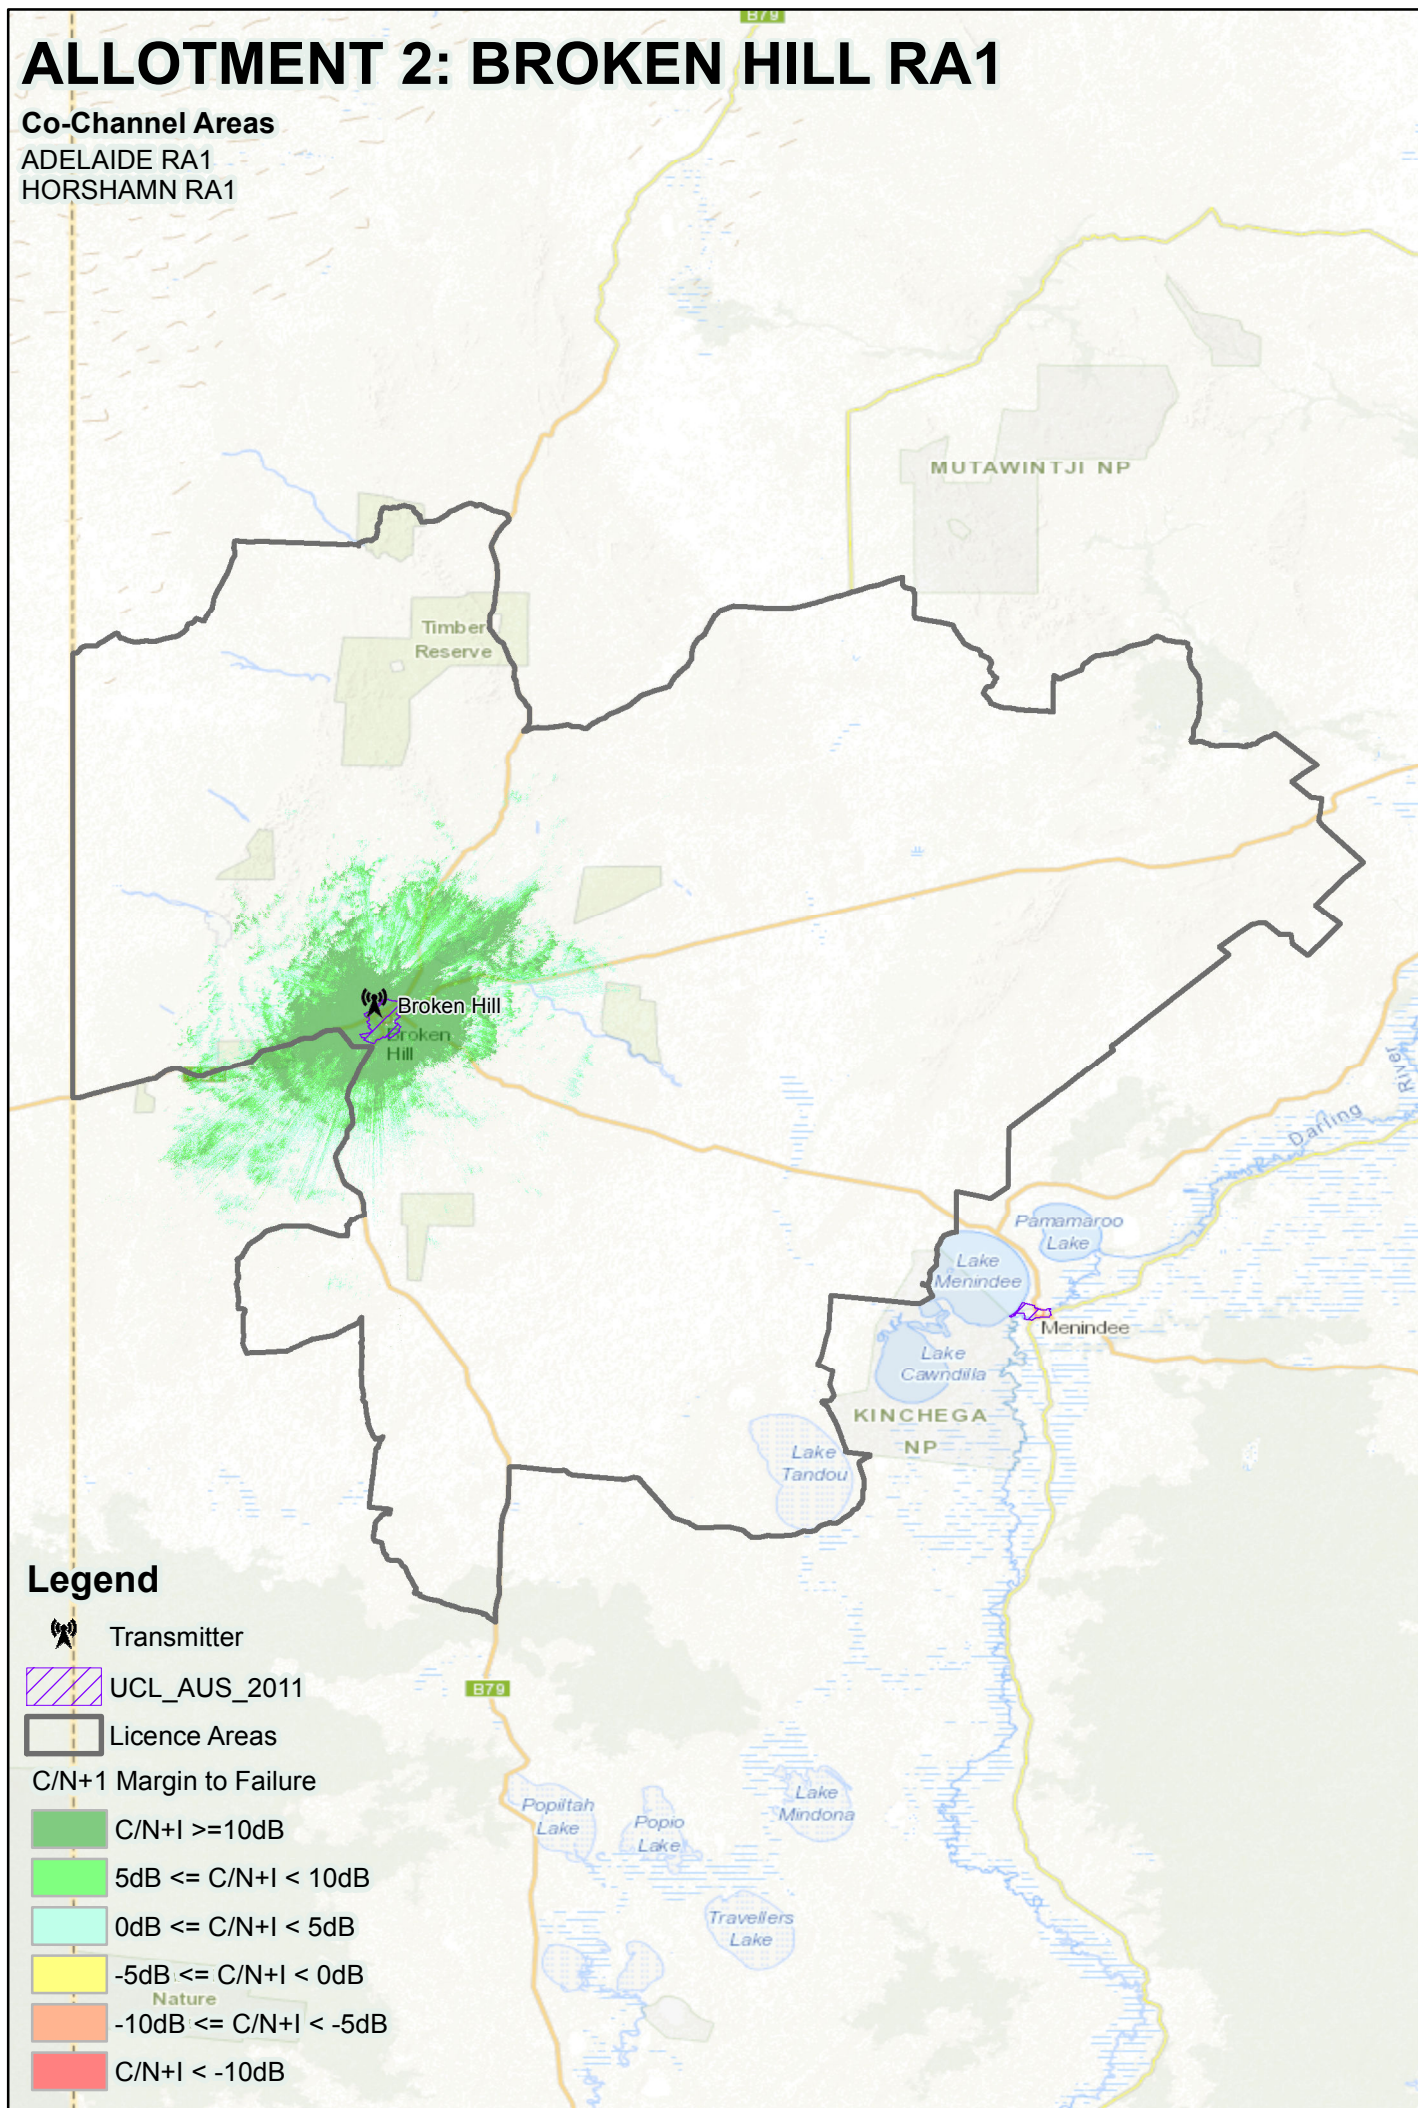 B79
ALLOTMENT 2: BROKEN HILL RA1
Co-Channel Areas
ADELAIDE RA1
HORSHAMN RA1
MUTAWINTJI NP
Timber
Reserve
Broken Hill
Broken
Hill
River
Darling
Pamamaroo
Lake
Lake
Menindee
Menindee
Lake
Cawndilla
KINCHEGA
NP
Lake
Tandou
Legend
Transmitter
UCL_AUS_2011
B79
Licence Areas
C/N+1 Margin to Failure
Popiltah
Lake
Popio
Lake
Lake
Mindona
C/N+I >=10dB
5dB <= C/N+I < 10dB
Travellers
Lake
0dB <= C/N+I < 5dB
-5dB <= C/N+I < 0dB
Nature
-10dB <= C/N+I < -5dB
C/N+I < -10dB